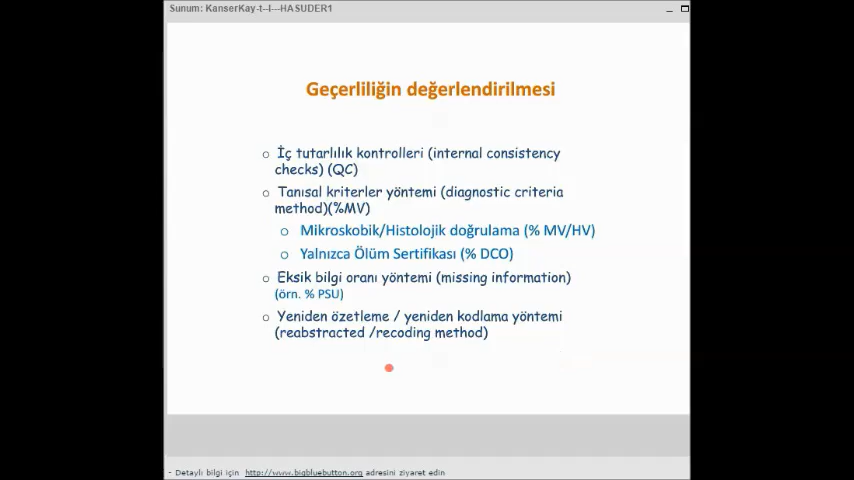 Sunum: KanserKay-t--I---HASUDER1
Geçerliliğin değerlendirilmesi
İç tutarlılık kontrolleri (internal consistency
checks) (QC)
Tanısal kriterler yöntemi (diagnostic criteria
method)(%MV)
Mikroskobik/Histolojik doğrulama (% MV/HV)
Yalnızca Ölüm Sertifikası (% DCO)
Eksik bilgi oranı yöntemi (missing information)
(örn. % PSU)
Yeniden özetleme / yeniden kodlama yöntemi
(reabstracted /recoding method)
- Detaylı bilgi için http://www.bigbluebutton.org adresini ziyaret edin